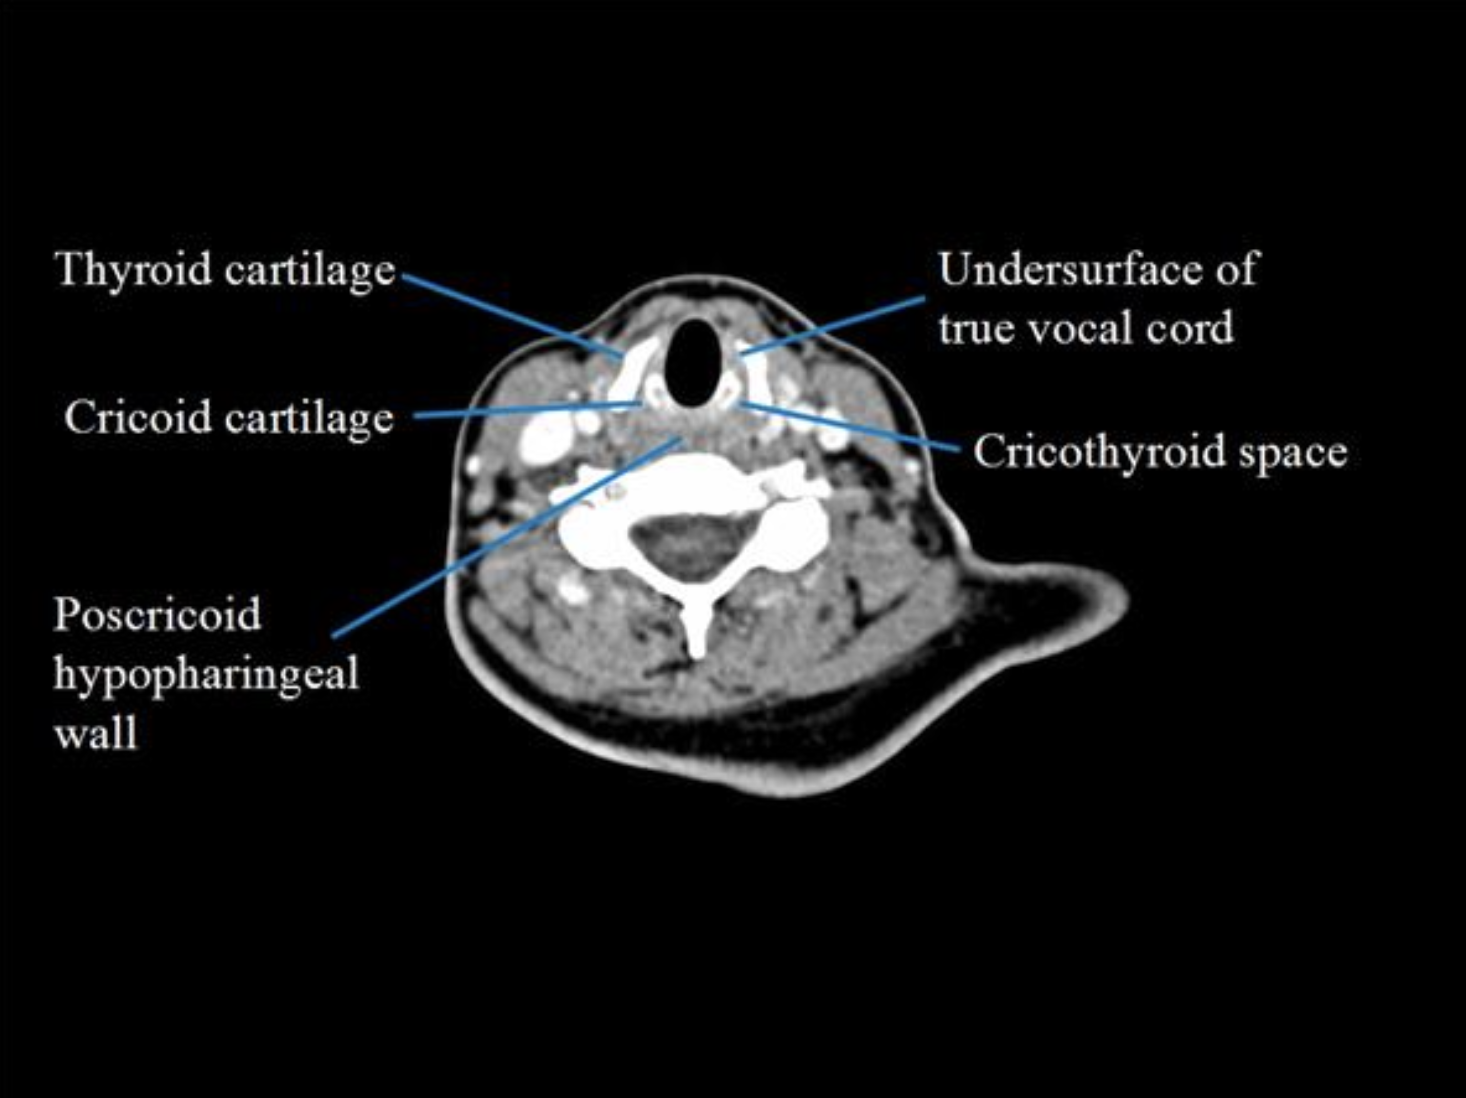 Thyroid cartilage
Undersurface of
true vocal cord
Cricoid cartilage
Cricothyroid space
Poscricoid
hypopharingeal
wall